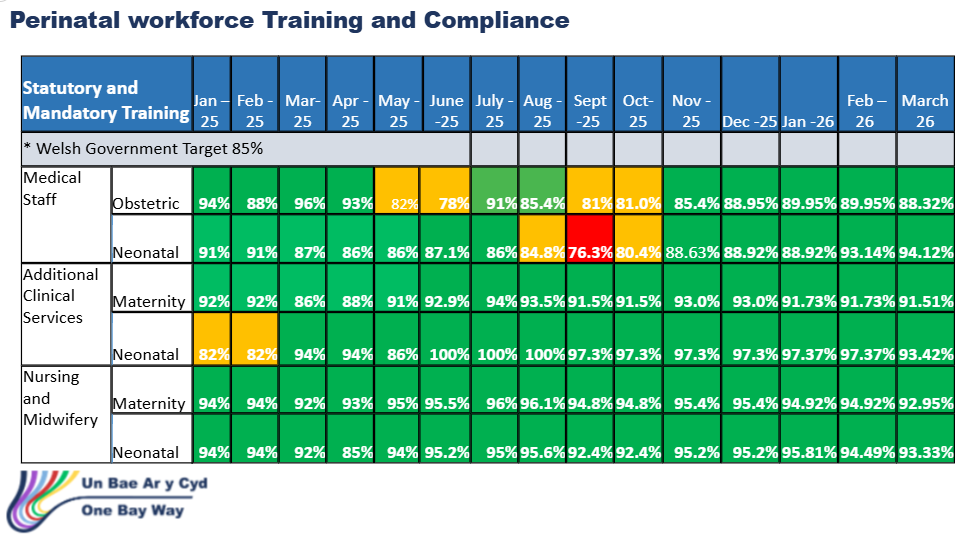 Perinatal workforce Training and Compliance
Statutory and Mandatory Training Jan – 25 Feb - 25 Mar- 25 Apr - 25 May - 25 June -25 July - 25 Aug - 25 Sept -25 Oct- 25 Nov - 25 Dec -25 Jan -26 Feb – 26 March 26
* Welsh Government Target 85%
Medical Staff Obstetric 94% 88% 96% 93% 82% 78% 91% 85.4% 81% 81.0% 85.4% 88.95% 89.95% 89.95% 88.32%
Neonatal 91% 91% 87% 86% 86% 87.1% 86% 84.8% 76.3% 80.4% 88.63% 88.92% 88.92% 93.14% 94.12%
Additional Clinical Services Maternity 92% 92% 86% 88% 91% 92.9% 94% 93.5% 91.5% 91.5% 93.0% 93.0% 91.73% 91.73% 91.51%
Neonatal 82% 82% 94% 94% 86% 100% 100% 100% 97.3% 97.3% 97.3% 97.3% 97.37% 97.37% 93.42%
Nursing and Midwifery Maternity 94% 94% 92% 93% 95% 95.5% 96% 96.1% 94.8% 94.8% 95.4% 95.4% 94.92% 94.92% 92.95%
Neonatal 94% 94% 92% 85% 94% 95.2% 95% 95.6% 92.4% 92.4% 95.2% 95.2% 95.81% 94.49% 93.33%
Un Bae Ar y Cyd
One Bay Way